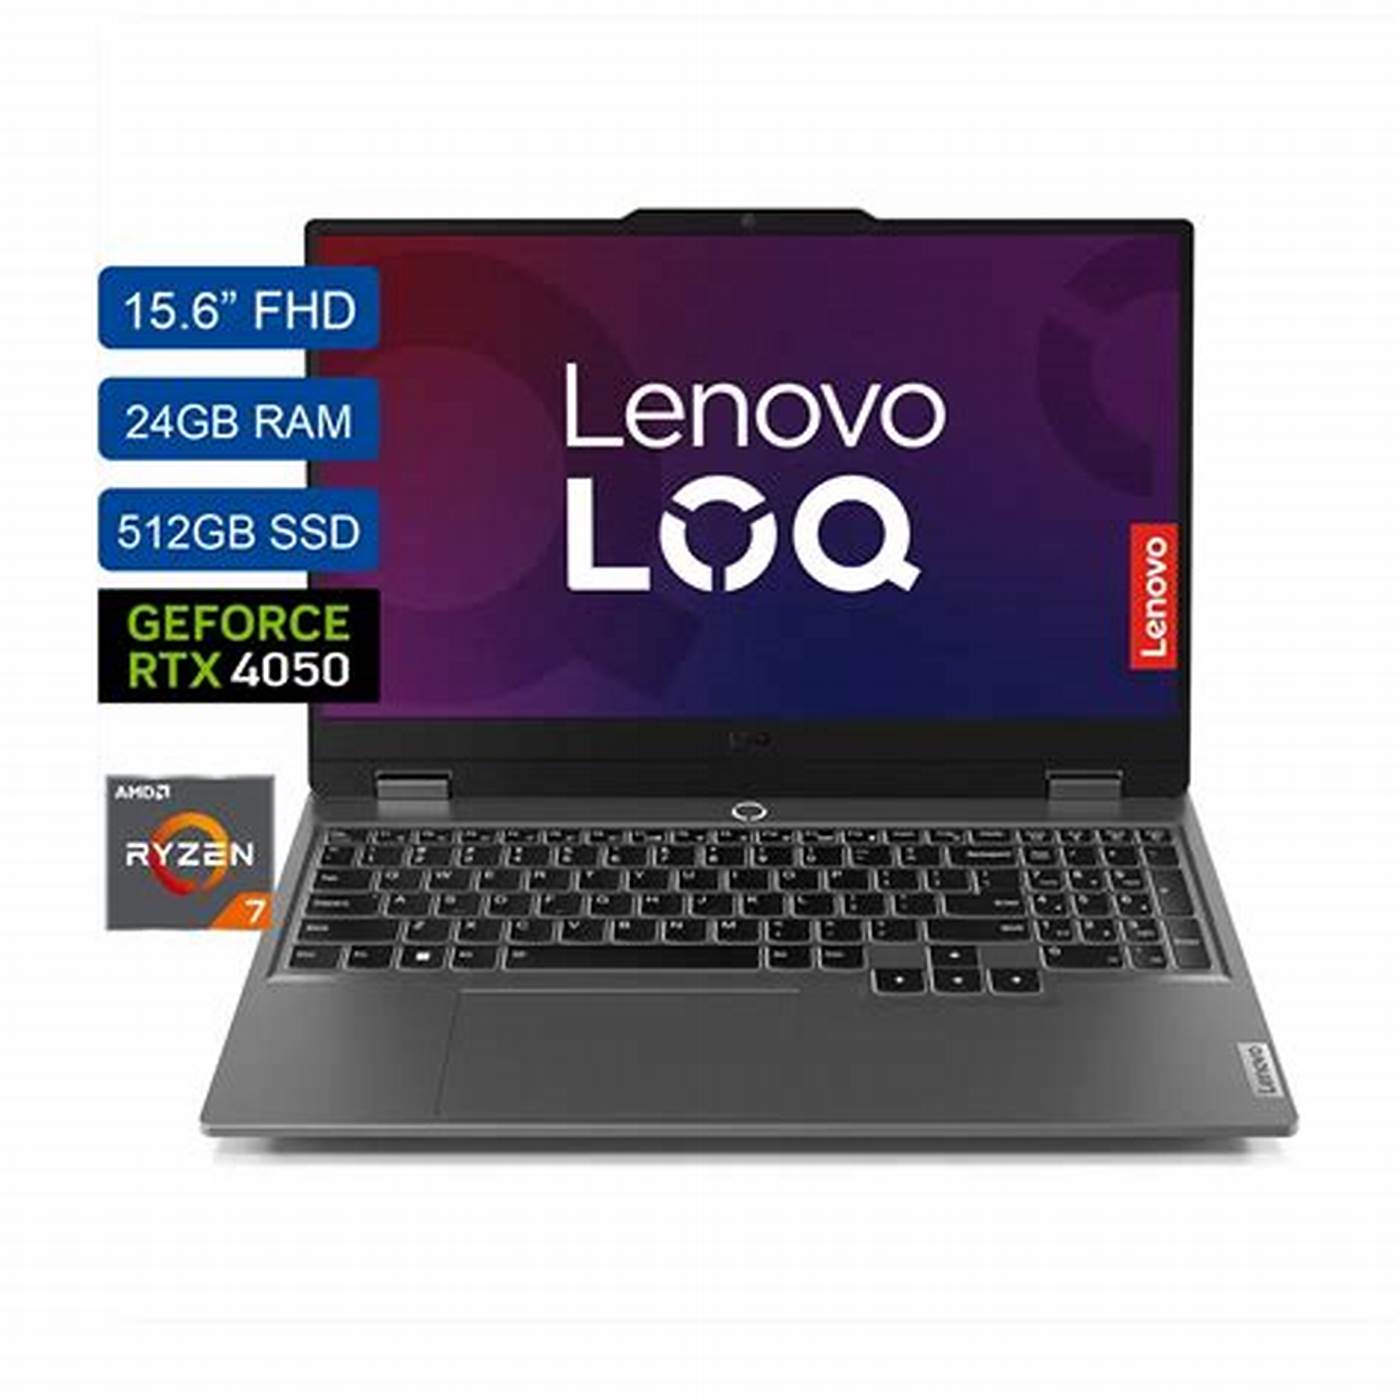 15.6” FHD
24GB RAM
512GB SSD
GEFORCE
RTX 4050
AMD
RYZEN
7
Lenovo
LOQ
Lenovo
Lenovo